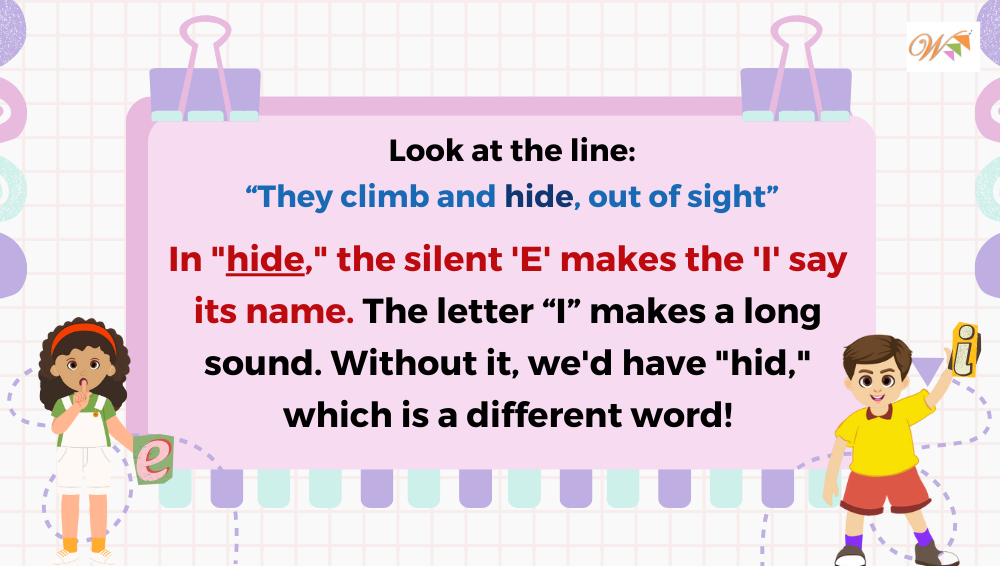 W
Look at the line:
“They climb and hide, out of sight”
In "hide," the silent 'E' makes the 'I' say
its name. The letter “I” makes a long
sound. Without it, we'd have "hid,"
which is a different word!
e
i